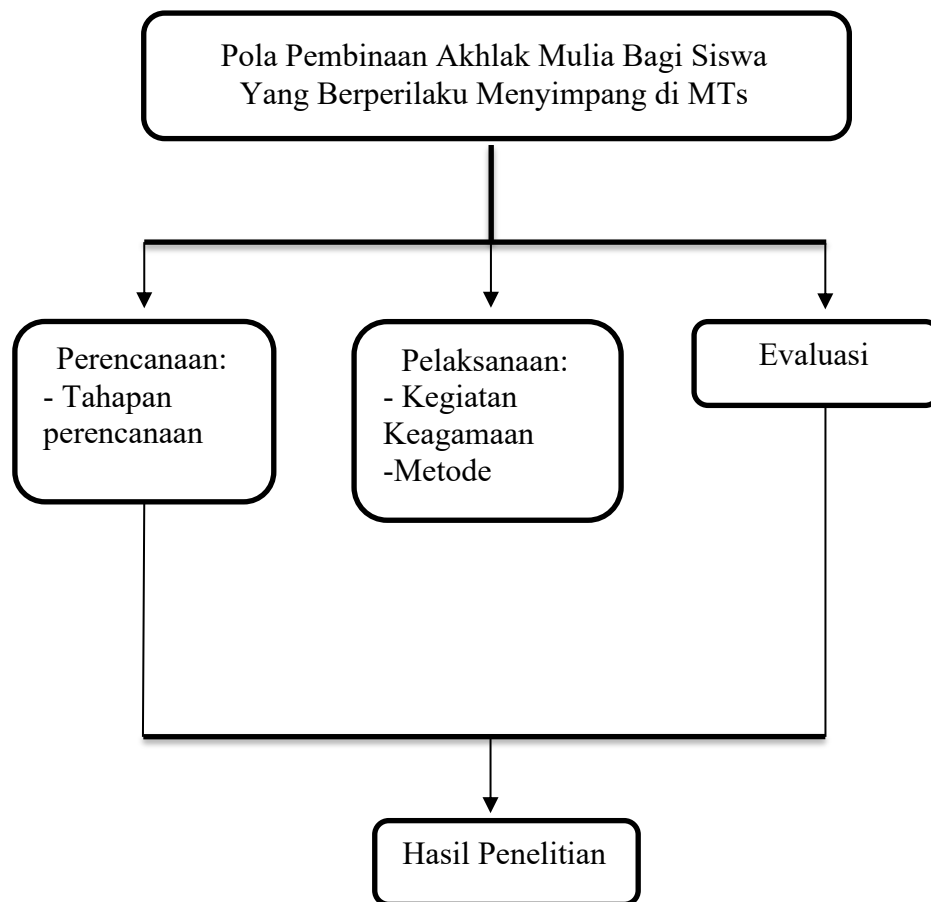 Pola Pembinaan Akhlak Mulia Bagi Siswa
Yang Berperilaku Menyimpang di MTs
Perencanaan:
- Tahapan
perencanaan
Pelaksanaan:
- Kegiatan
Keagamaan
-Metode
Evaluasi
Hasil Penelitian